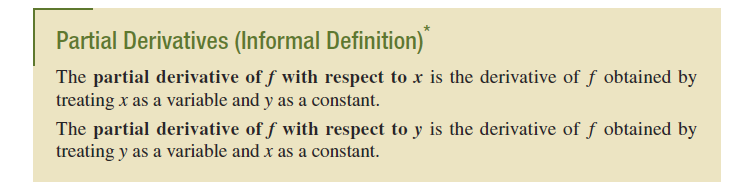 Partial Derivatives (Informal Definition)*
The partial derivative of f with respect to x is the derivative of f obtained by
treating x as a variable and y as a constant.
The partial derivative of f with respect to y is the derivative of f obtained by
treating y as a variable and x as a constant.